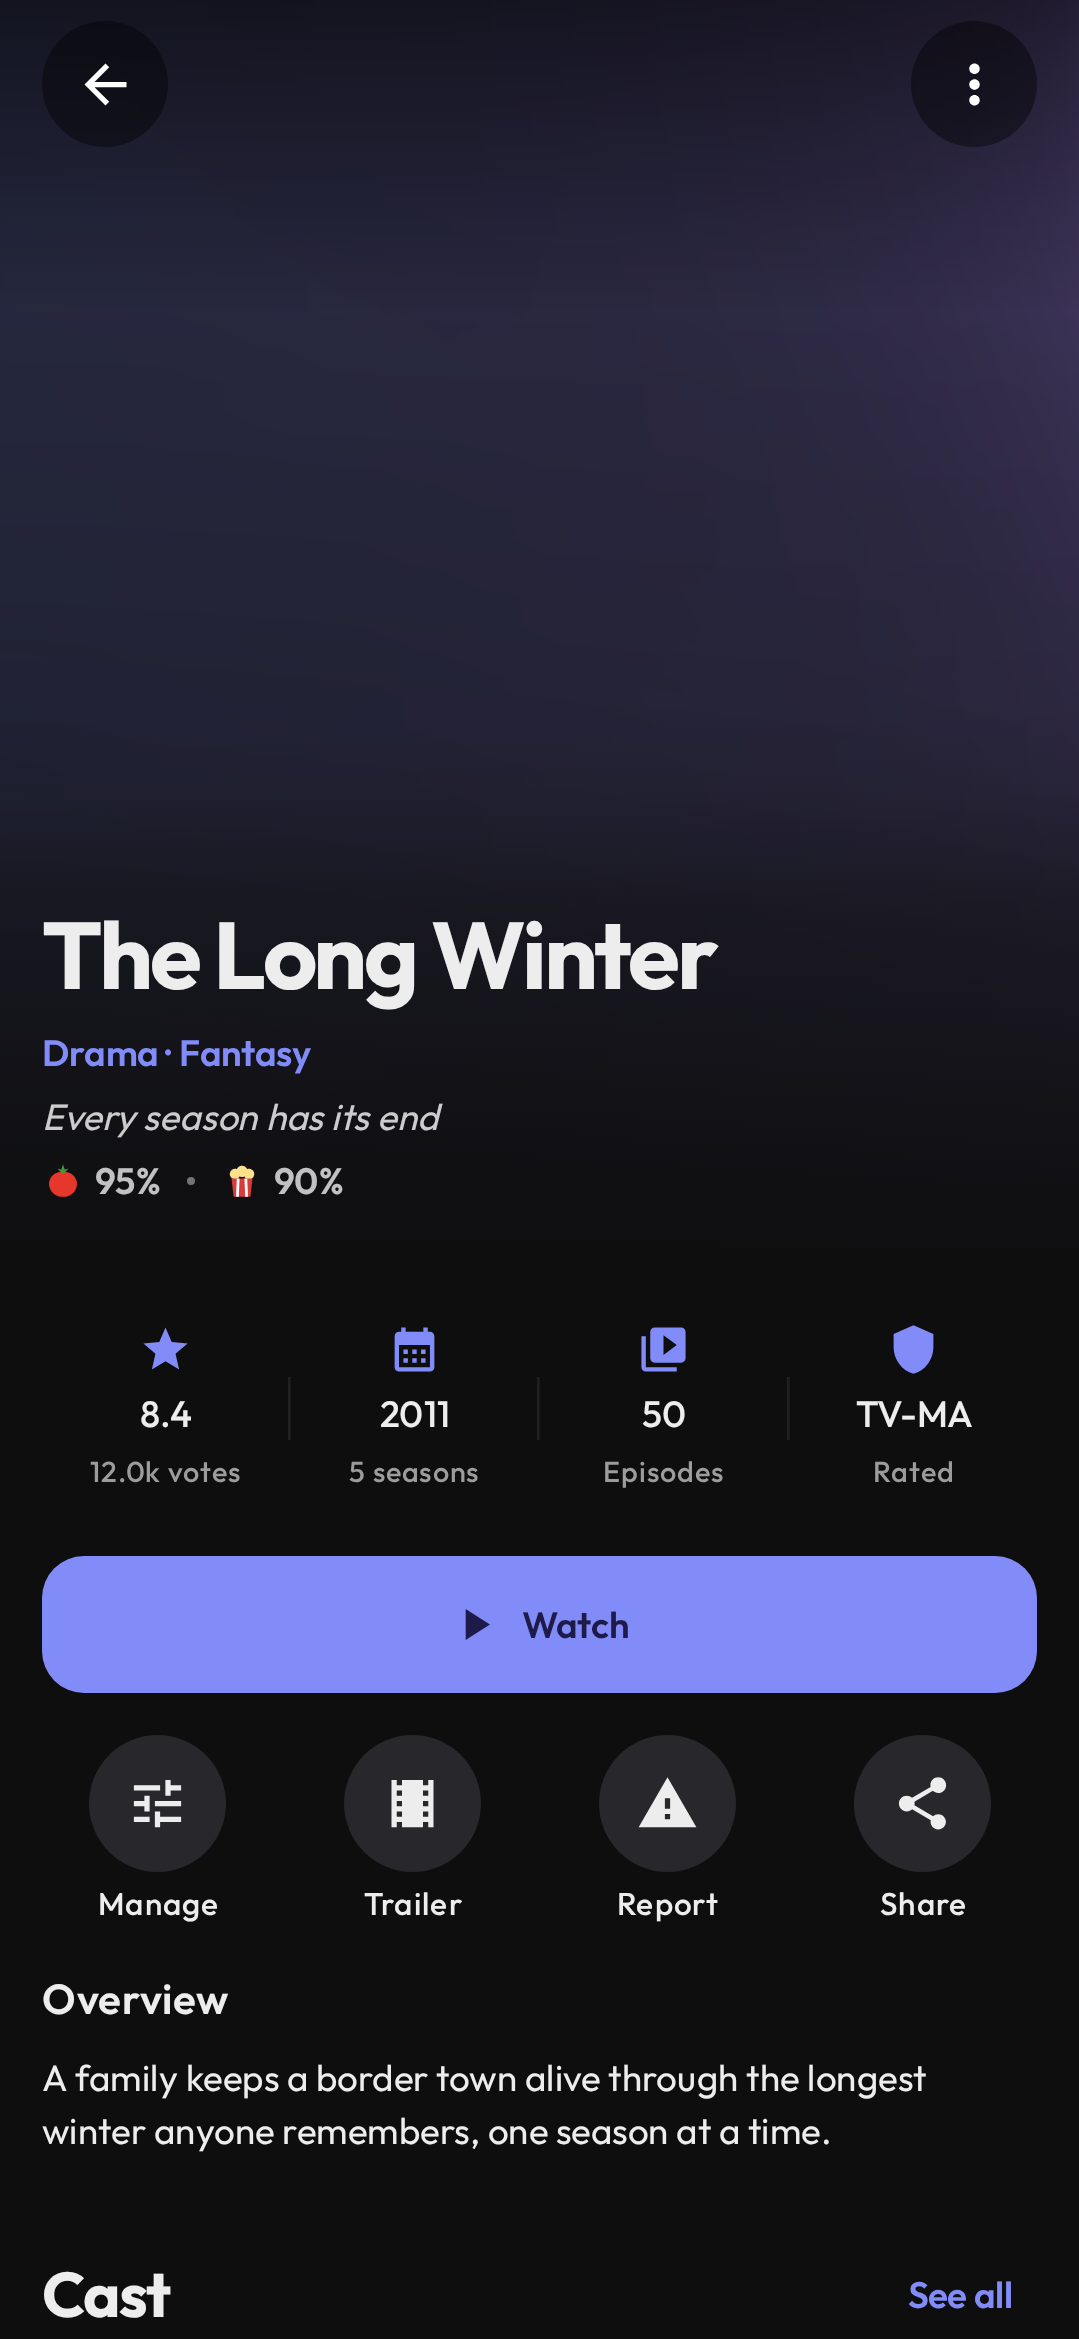 The Long Winter
Drama · Fantasy
Every season has its end
95% • 90%
8.4 2011 50 TV-MA
12.0k votes 5 seasons Episodes Rated
Watch
Manage Trailer Report Share
Overview
A family keeps a border town alive through the longest
winter anyone remembers, one season at a time.
Cast See all